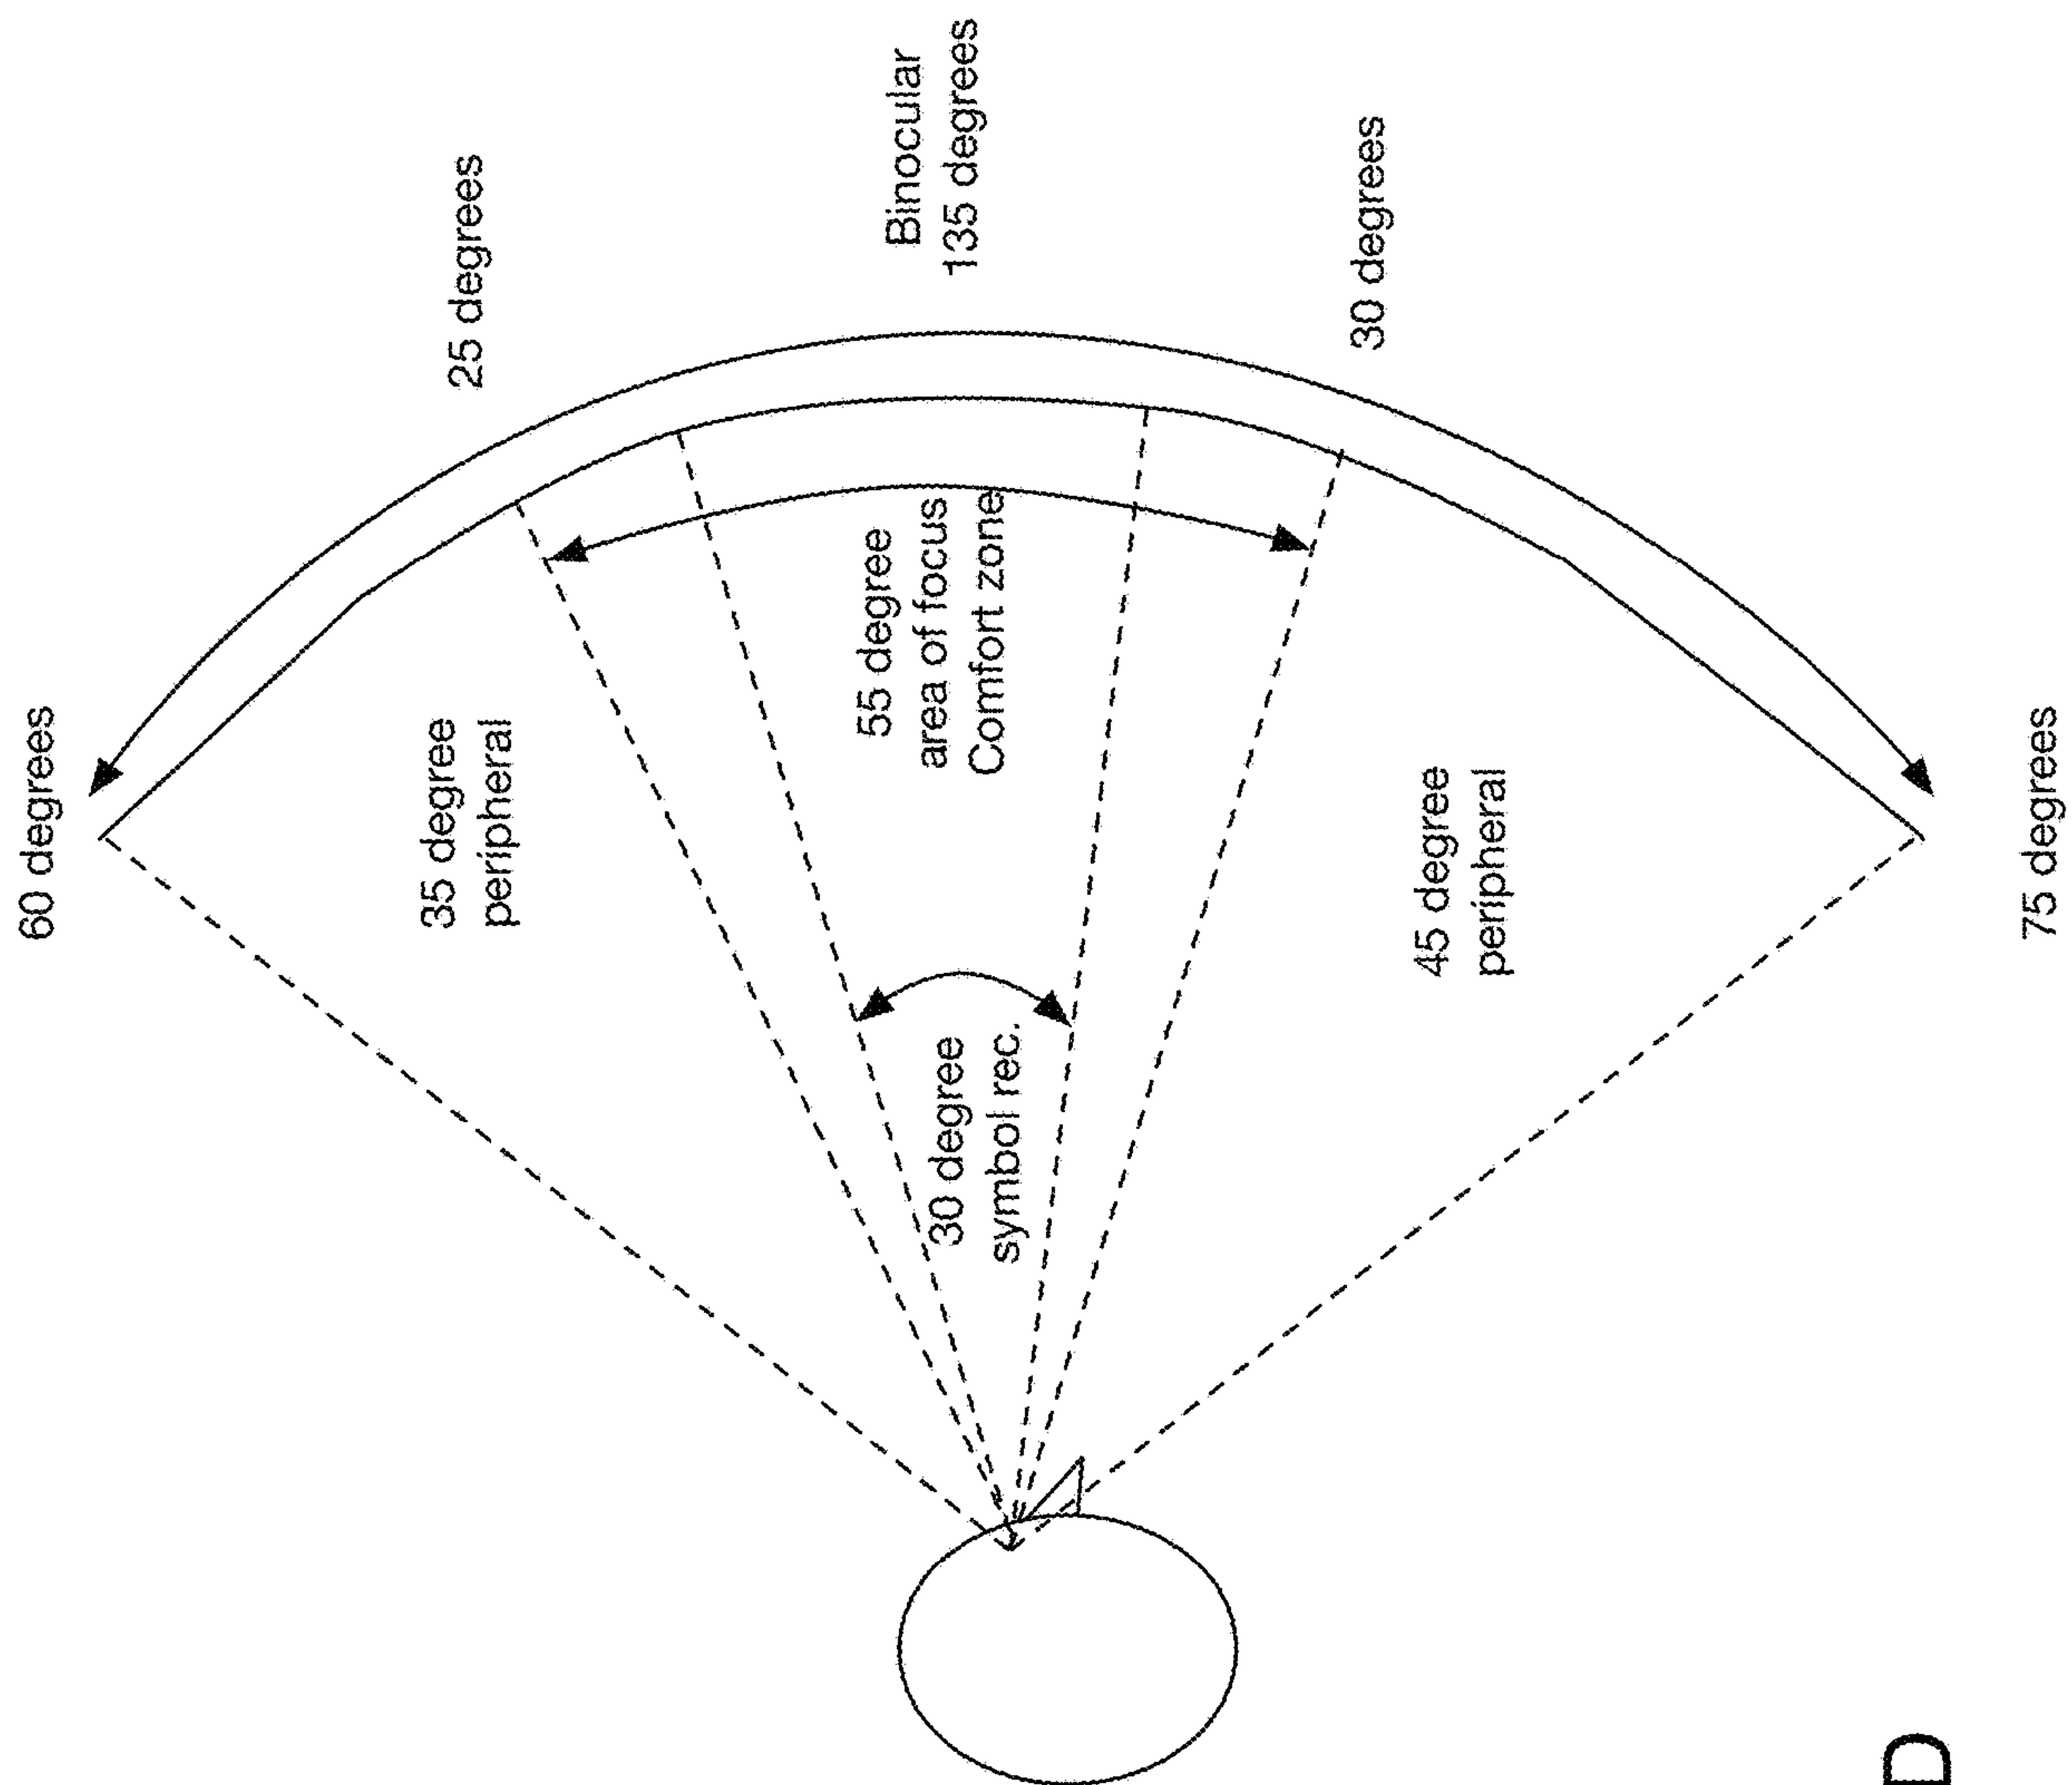 60 degrees
25 degrees
35 degree
peripheral
Binocular
135 degrees
55 degree
area of focus
Comfort zone
30 degree
symbol rec.
30 degrees
45 degree
peripheral
75 degrees
D